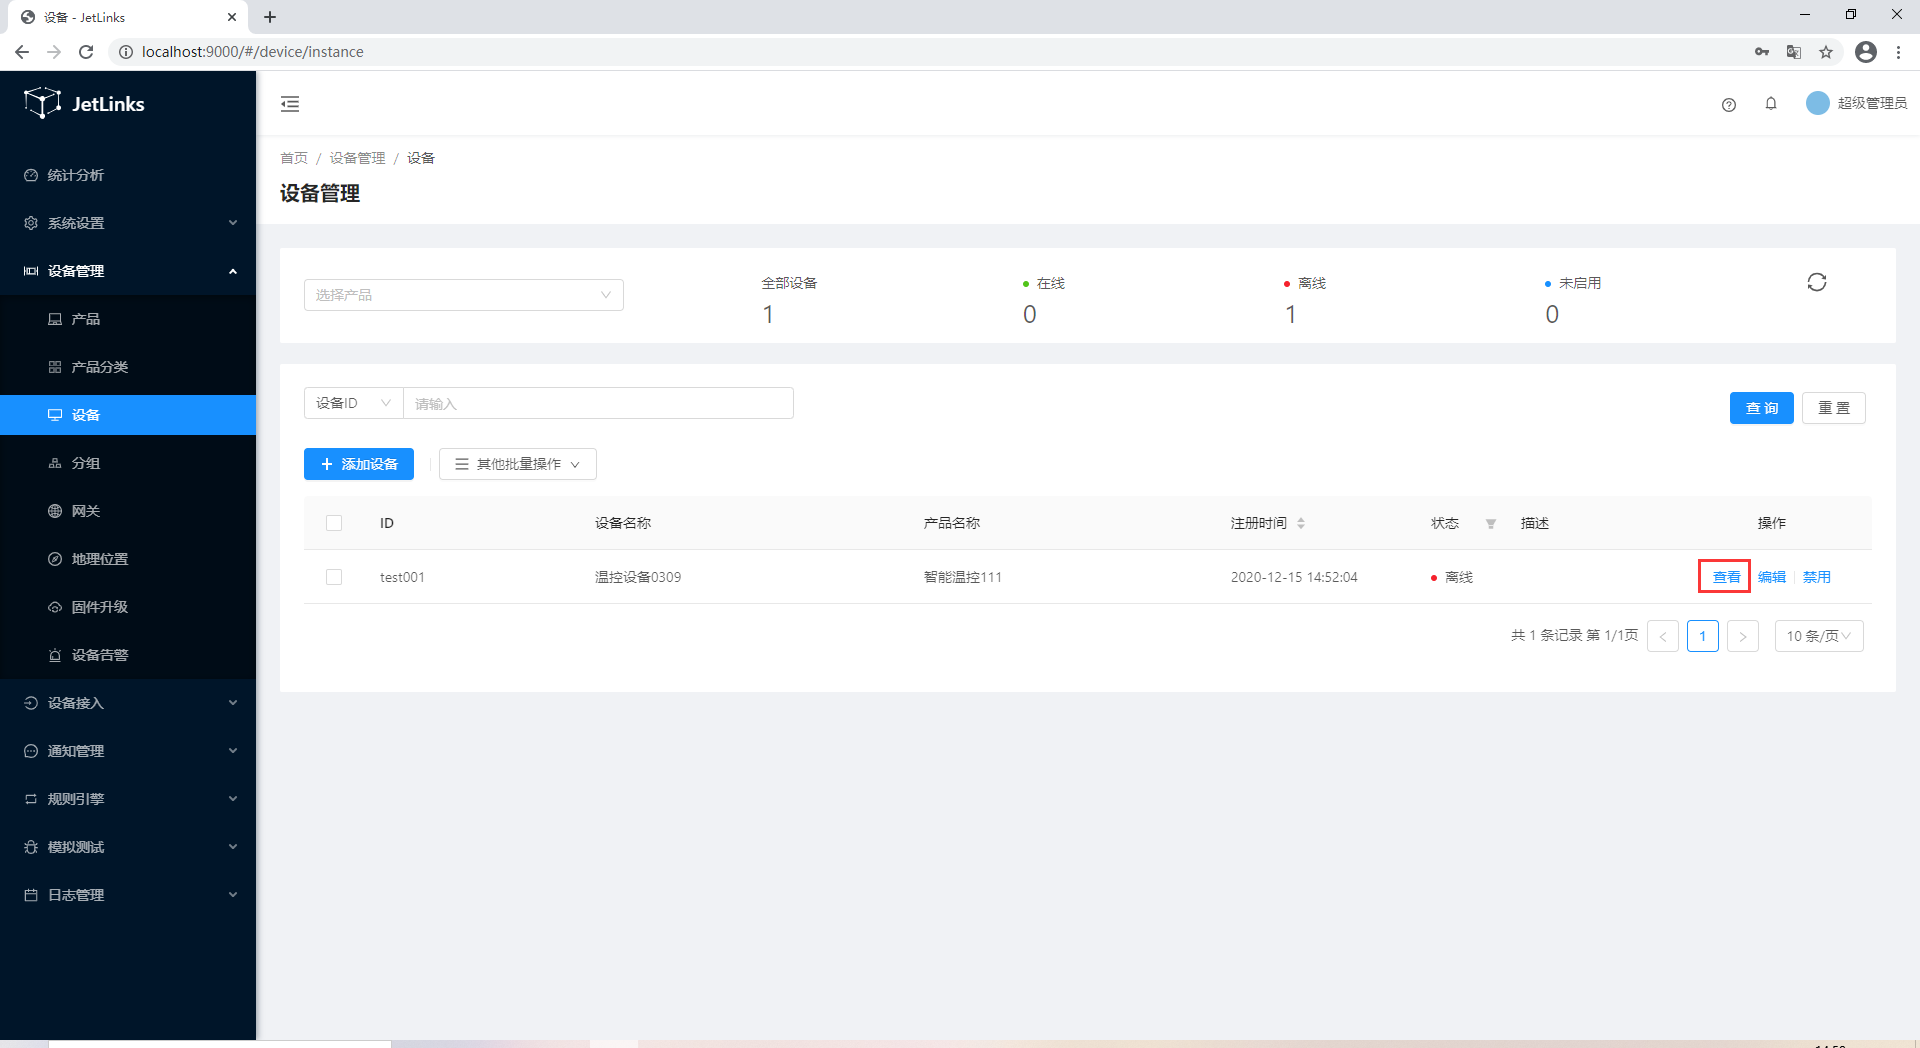 设备 - JetLinks
localhost:9000/#/device/instance
JetLinks
超级管理员
统计分析
系统设置
设备管理
产品
产品分类
设备
分组
网关
地理位置
固件升级
设备告警
设备接入
通知管理
规则引擎
模拟测试
日志管理
首页 / 设备管理 / 设备
设备管理
选择产品
全部设备 在线 离线 未启用
1 0 1 0
设备ID 请输入
查 询 重 置
添加设备 其他批量操作
ID 设备名称 产品名称 注册时间 状态 描述 操作
test001 温控设备0309 智能温控111 2020-12-15 14:52:04 离线 查看 编辑 禁用
共 1 条记录 第 1/1页 < 1 > 10 条/页